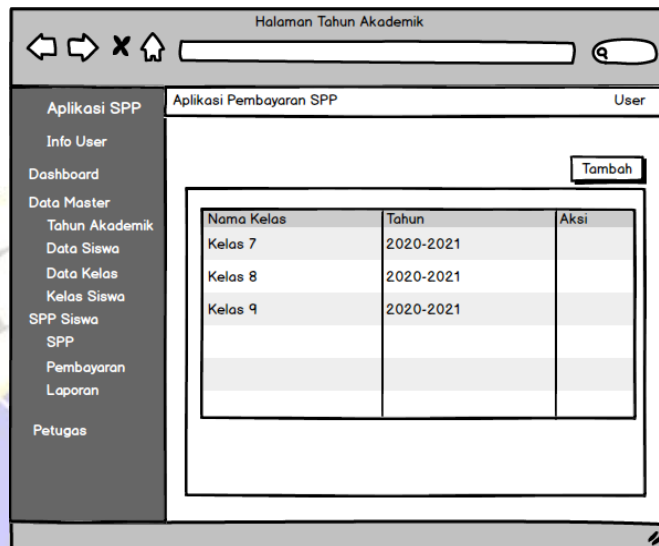 Halaman Tahun Akademik
Aplikasi SPP
Info User
Dashboard
Data Master
Tahun Akademik
Data Siswa
Data Kelas
Kelas Siswa
SPP Siswa
SPP
Pembayaran
Laporan
Petugas
Aplikasi Pembayaran SPP User
Tambah
Nama Kelas Tahun Aksi
Kelas 7 2020-2021
Kelas 8 2020-2021
Kelas 9 2020-2021